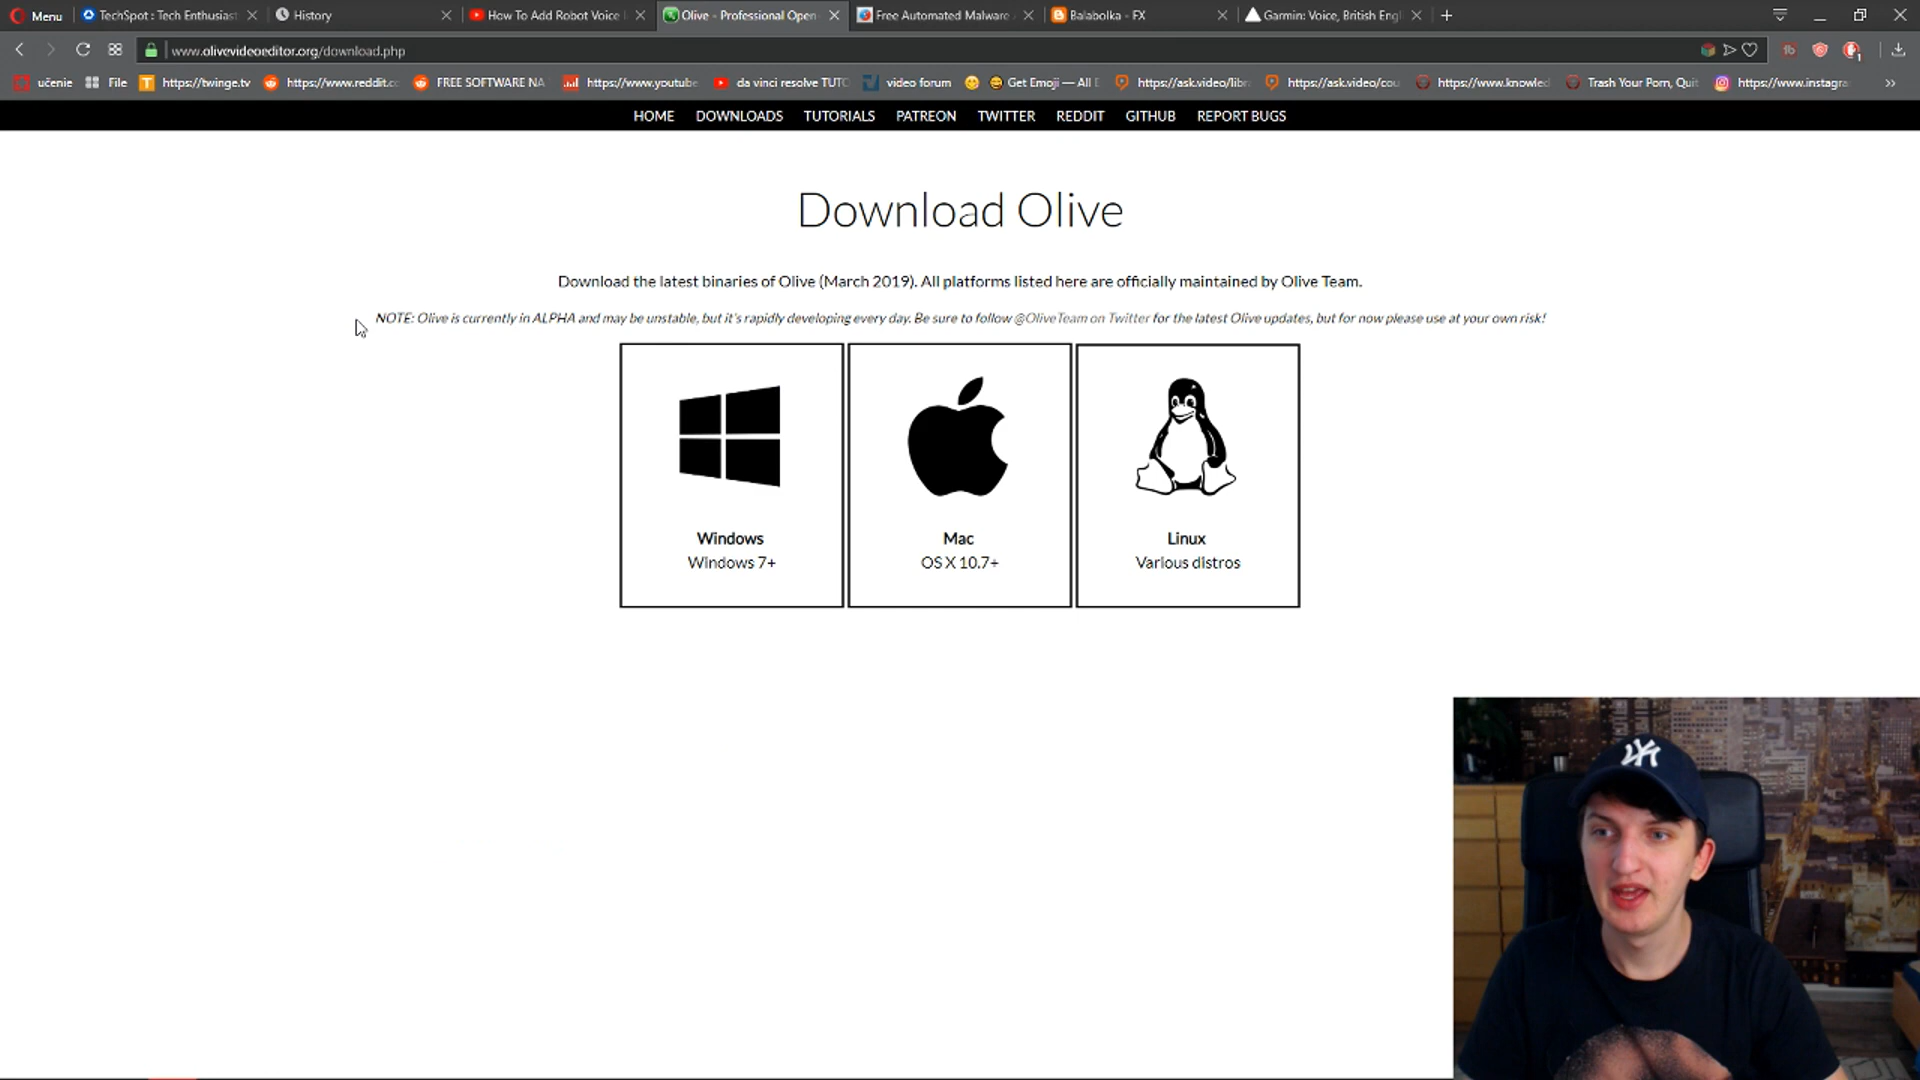 Menu
TechSpot : Tech Enthusiast
History
How To Add Robot Voice
Olive - Professional Open
Free Automated Malware
Balabolka - FX
Garmin: Voice, British Engl
www.olivevideoeditor.org/download.php
učenie
File
https://twinge.tv
https://www.reddit.cc
FREE SOFTWARE NA
https://www.youtube
da vinci resolve TUTO
video forum
Get Emoji — All E
https://ask.video/libr
https://ask.video/cou
https://www.knowled
Trash Your Porn, Quit
https://www.instagra
HOME DOWNLOADS TUTORIALS PATREON TWITTER REDDIT GITHUB REPORT BUGS
Download Olive
Download the latest binaries of Olive (March 2019). All platforms listed here are officially maintained by Olive Team.
NOTE: Olive is currently in ALPHA and may be unstable, but it's rapidly developing every day. Be sure to follow @OliveTeam on Twitter for the latest Olive updates, but for now please use at your own risk!
Windows
Windows 7+
Mac
OS X 10.7+
Linux
Various distros